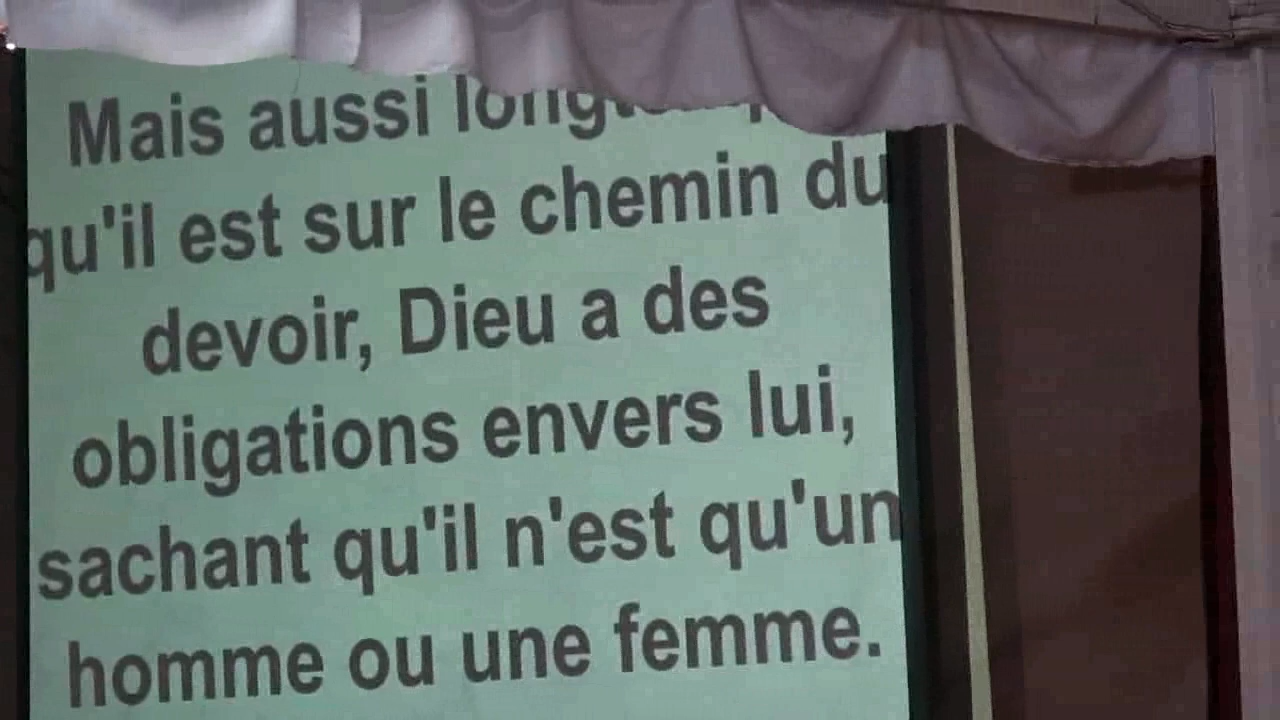 Mais aussi
qu'il est sur le chemin du
devoir, Dieu a des
obligations envers lui,
sachant qu'il n'est qu'un
homme ou une femme.